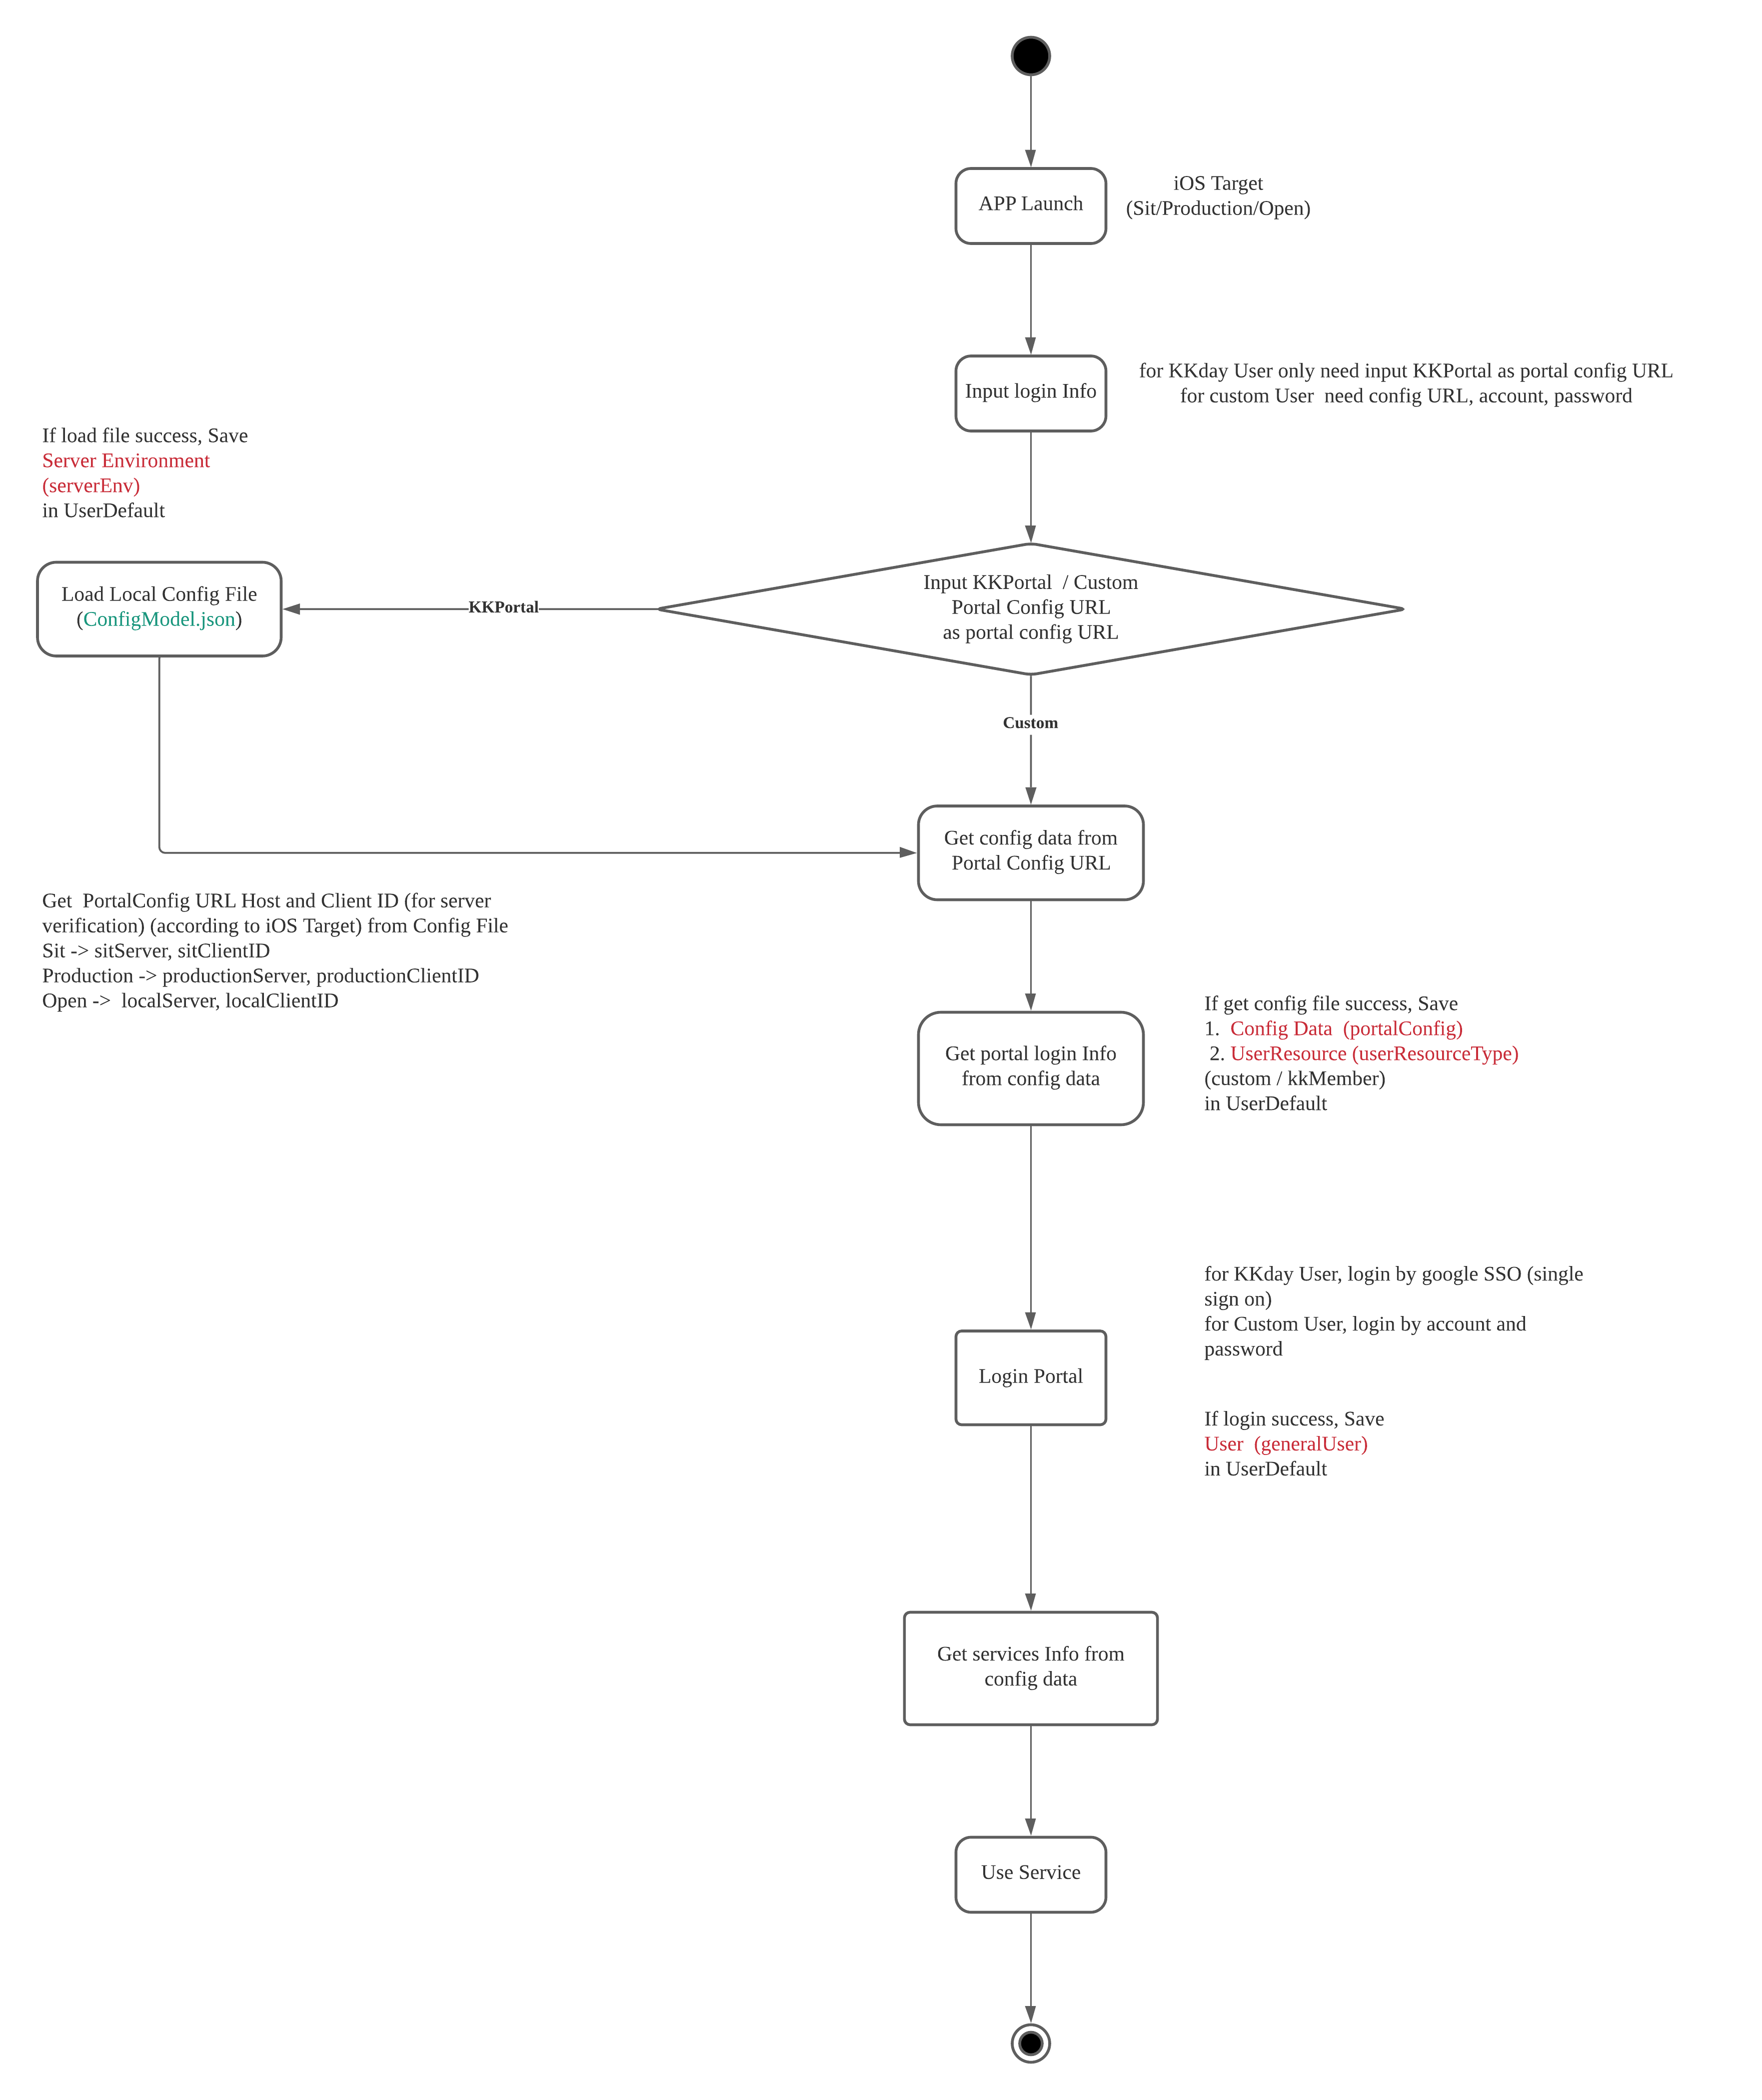 APP Launch
iOS Target
(Sit/Production/Open)
Input login Info
for KKday User only need input KKPortal as portal config URL
for custom User  need config URL, account, password
If load file success, Save
Server Environment
(serverEnv)
in UserDefault
Load Local Config File
(ConfigModel.json)
KKPortal
Input KKPortal  / Custom
Portal Config URL
as portal config URL
Custom
Get config data from
Portal Config URL
Get  PortalConfig URL Host and Client ID (for server
verification) (according to iOS Target) from Config File
Sit -> sitServer, sitClientID
Production -> productionServer, productionClientID
Open ->  localServer, localClientID
Get portal login Info
from config data
If get config file success, Save
1.  Config Data  (portalConfig)
2. UserResource (userResourceType)
(custom / kkMember)
in UserDefault
for KKday User, login by google SSO (single
sign on)
for Custom User, login by account and
password
Login Portal
If login success, Save
User  (generalUser)
in UserDefault
Get services Info from
config data
Use Service